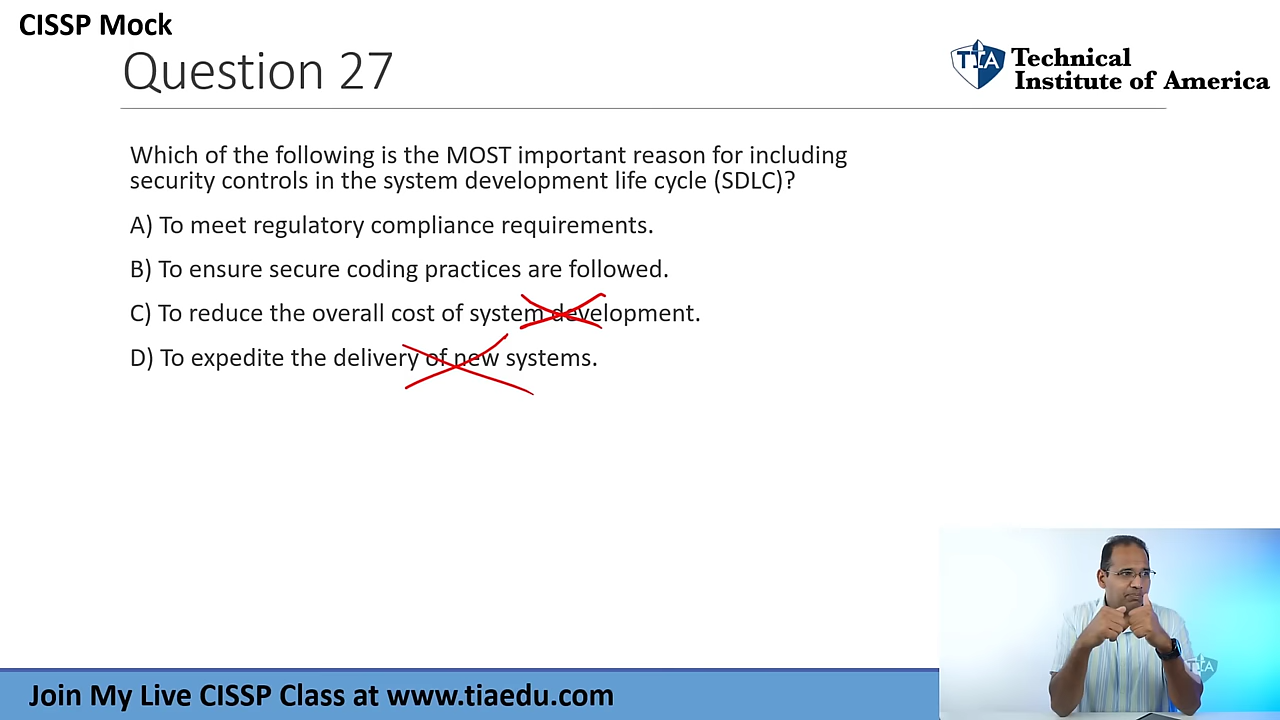 CISSP Mock
Question 27
TIA Technical
Institute of America
Which of the following is the MOST important reason for including
security controls in the system development life cycle (SDLC)?
A) To meet regulatory compliance requirements.
B) To ensure secure coding practices are followed.
C) To reduce the overall cost of system development.
D) To expedite the delivery of new systems.
TIA
Join My Live CISSP Class at www.tiaedu.com